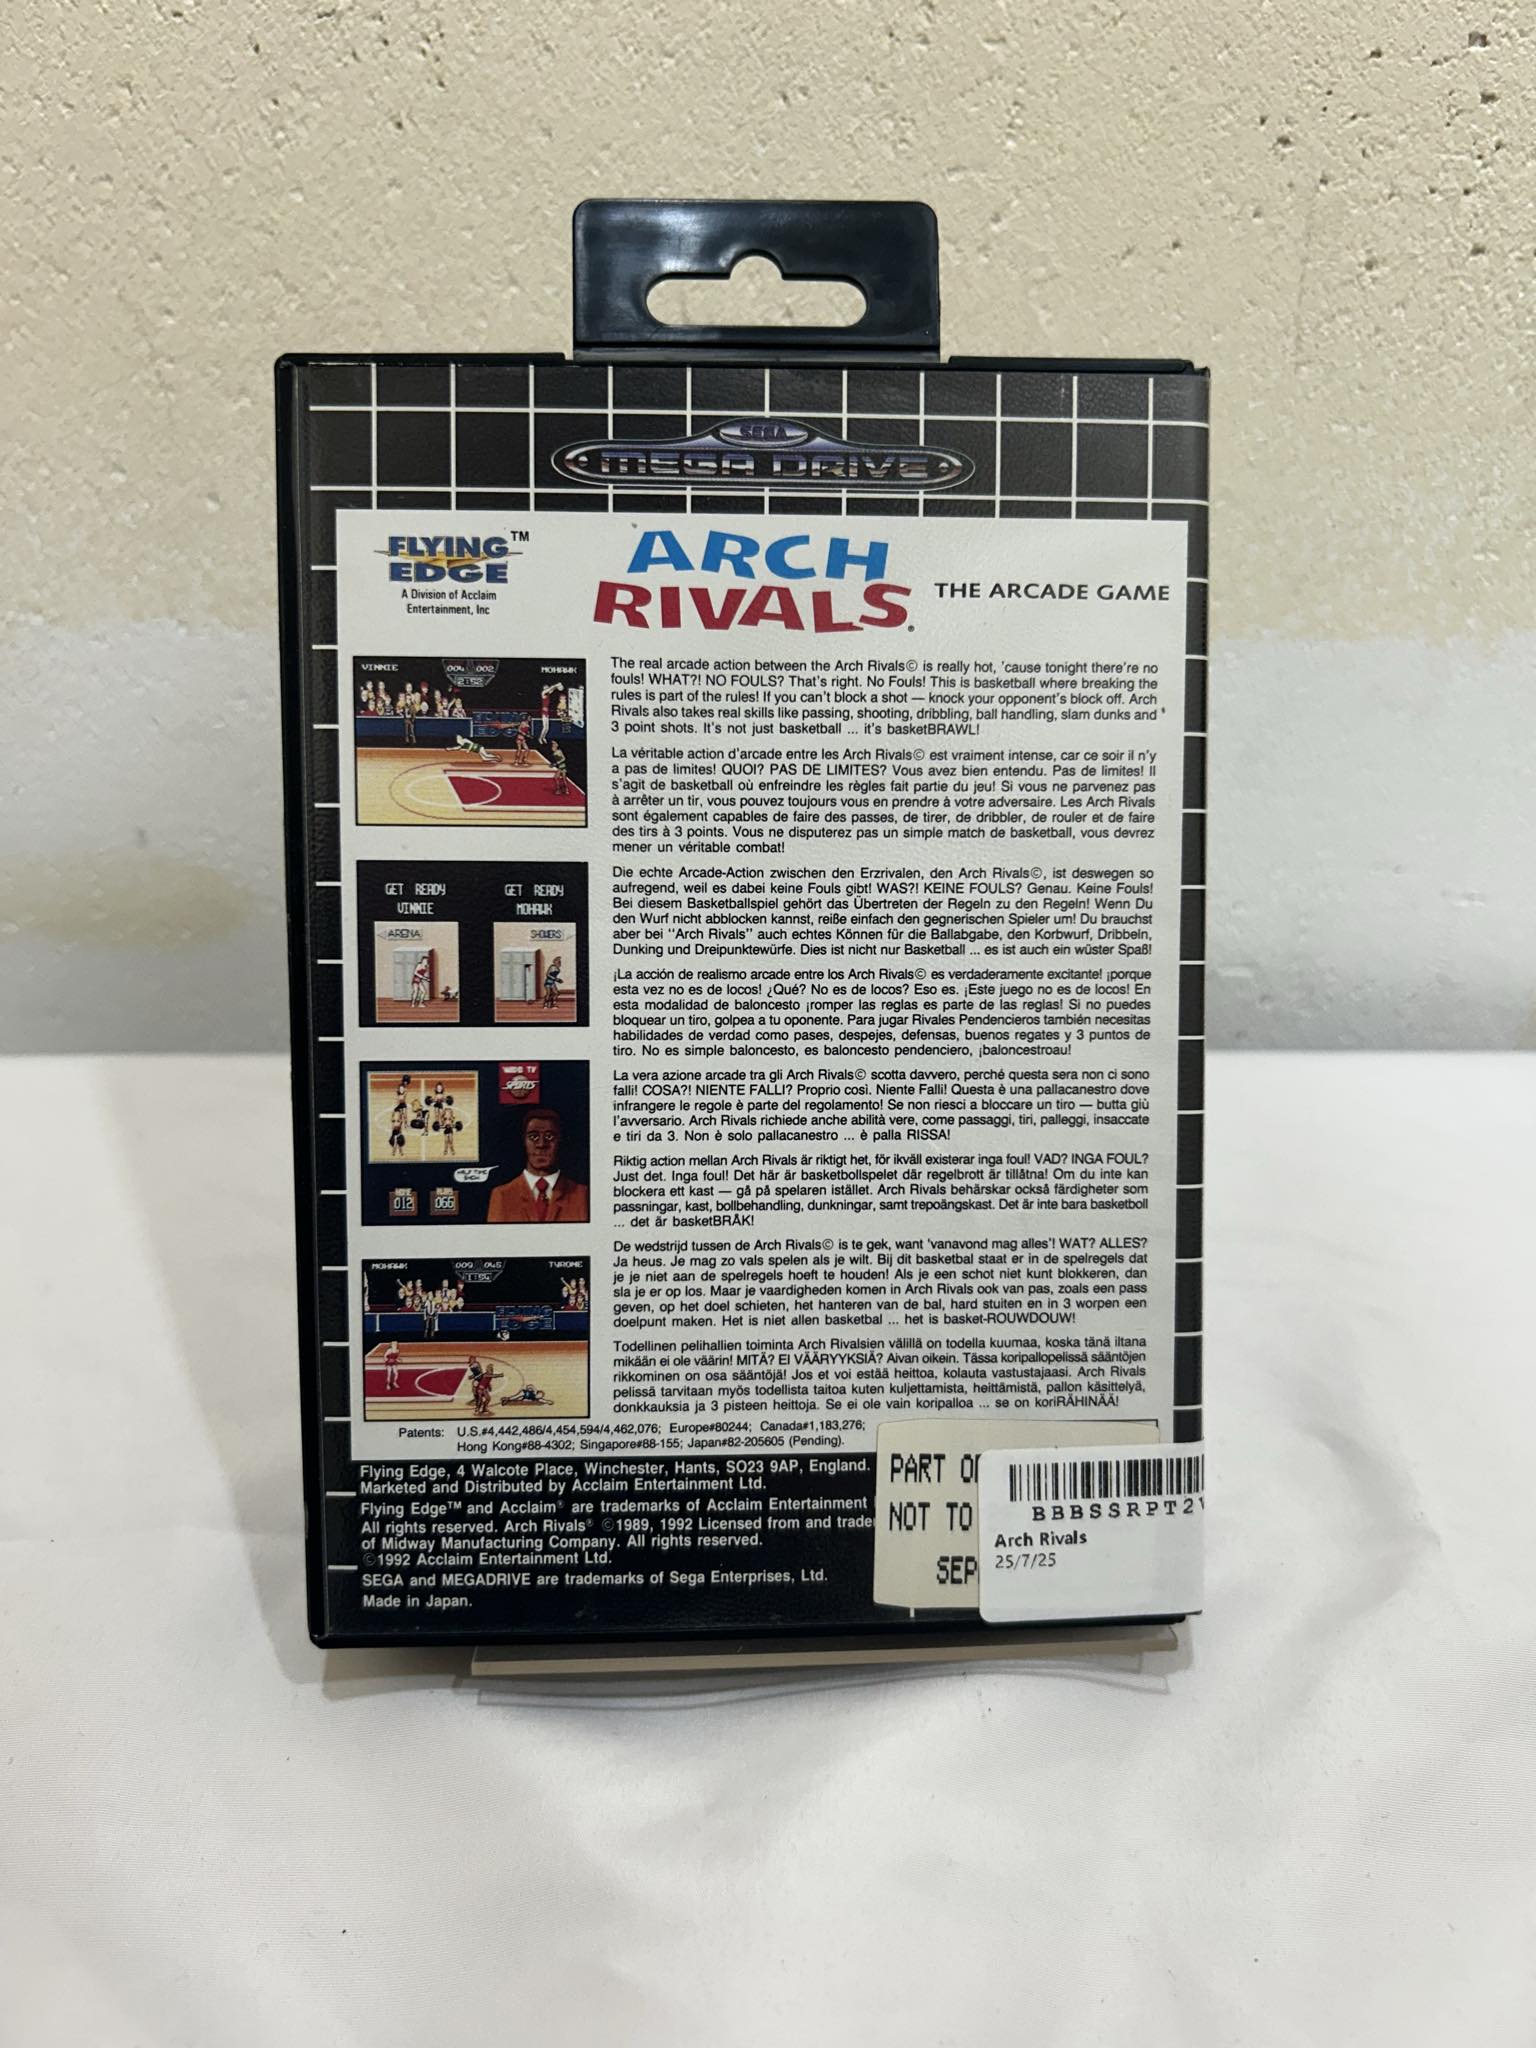 SEGA
MEGA DRIVE
FLYING EDGE™
A Division of Acclaim
Entertainment, Inc
ARCH
RIVALS®
THE ARCADE GAME
VINNIE 004 002 MOHAWK
FLYING
EDGE
The real arcade action between the Arch Rivals© is really hot, 'cause tonight there're no
fouls! WHAT?! NO FOULS? That's right. No Fouls! This is basketball where breaking the
rules is part of the rules! If you can't block a shot — knock your opponent's block off. Arch
Rivals also takes real skills like passing, shooting, dribbling, ball handling, slam dunks and
3 point shots. It's not just basketball ... it's basketBRAWL!
La véritable action d'arcade entre les Arch Rivals© est vraiment intense, car ce soir il n'y
a pas de limites! QUOI? PAS DE LIMITES? Vous avez bien entendu. Pas de limites! Il
s'agit de basketball où enfreindre les règles fait partie du jeu! Si vous ne parvenez pas
à arrêter un tir, vous pouvez toujours vous en prendre à votre adversaire. Les Arch Rivals
sont également capables de faire des passes, de tirer, de dribbler, de rouler et de faire
des tirs à 3 points. Vous ne disputerez pas un simple match de basketball, vous devrez
mener un véritable combat!
GET READY
VINNIE
GET READY
MOHAWK
ARENA
SHOWERS
Die echte Arcade-Action zwischen den Erzrivalen, den Arch Rivals©, ist deswegen so
aufregend, weil es dabei keine Fouls gibt! WAS?! KEINE FOULS? Genau. Keine Fouls!
Bei diesem Basketballspiel gehört das Übertreten der Regeln zu den Regeln! Wenn Du
den Wurf nicht abblocken kannst, reiße einfach den gegnerischen Spieler um! Du brauchst
aber bei "Arch Rivals" auch echtes Können für die Ballabgabe, den Korbwurf, Dribbeln,
Dunking und Dreipunktewürfe. Dies ist nicht nur Basketball ... es ist auch ein wüster Spaß!
¡La acción de realismo arcade entre los Arch Rivals© es verdaderamente excitante! ¡porque
esta vez no es de locos! ¿Qué? No es de locos? Eso es. ¡Este juego no es de locos! En
esta modalidad de baloncesto ¡romper las reglas es parte de las reglas! Si no puedes
bloquear un tiro, golpea a tu oponente. Para jugar Rivales Pendencieros también necesitas
habilidades de verdad como pases, despejes, defensas, buenos regates y 3 puntos de
tiro. No es simple baloncesto, es baloncesto pendenciero, ¡baloncestroau!
TV
SPORTS
HALF TIME
SHOW
HOME
012
066
La vera azione arcade tra gli Arch Rivals© scotta davvero, perché questa sera non ci sono
falli! COSA?! NIENTE FALLI? Proprio così. Niente Falli! Questa è una pallacanestro dove
infrangere le regole è parte del regolamento! Se non riesci a bloccare un tiro — butta giù
l'avversario. Arch Rivals richiede anche abilità vere, come passaggi, tiri, palleggi, insaccate
e tiri da 3. Non è solo pallacanestro ... è palla RISSA!
Riktig action mellan Arch Rivals är riktigt het, för ikväll existerar inga foul! VAD? INGA FOUL?
Just det. Inga foul! Det här är basketbollspelet där regelbrott är tillåtna! Om du inte kan
blockera ett kast — gå på spelaren istället. Arch Rivals behärskar också färdigheter som
passningar, kast, bollbehandling, dunkningar, samt trepoängskast. Det är inte bara basketboll
... det är basketBRÅK!
MOHAWK 009 046 TYRONE
FLYING
EDGE
De wedstrijd tussen de Arch Rivals© is te gek, want 'vanavond mag alles'! WAT? ALLES?
Ja heus. Je mag zo vals spelen als je wilt. Bij dit basketbal staat er in de spelregels dat
je je niet aan de spelregels hoeft te houden! Als je een schot niet kunt blokkeren, dan
sla je er op los. Maar je vaardigheden komen in Arch Rivals ook van pas, zoals een pass
geven, op het doel schieten, het hanteren van de bal, hard stuiten en in 3 worpen een
doelpunt maken. Het is niet allen basketbal ... het is basket-ROUWDOUW!
Todellinen pelihallien toiminta Arch Rivalsien välillä on todella kuumaa, koska tänä iltana
mikään ei ole väärin! MITÄ? EI VÄÄRYYKSIÄ? Aivan oikein. Tässa koripallopelissä sääntöjen
rikkominen on osa sääntöjä! Jos et voi estää heittoa, kolauta vastustajaasi. Arch Rivals
pelissä tarvitaan myös todellista taitoa kuten kuljettamista, heittämistä, pallon käsittelyä,
donkkauksia ja 3 pisteen heittoja. Se ei ole vain koripalloa ... se on koriRÄHINÄÄ!
Patents: U.S.#4,442,486/4,454,594/4,462,076; Europe#80244; Canada#1,183,276;
Hong Kong#88-4302; Singapore#88-155; Japan#82-205605 (Pending).
Flying Edge, 4 Walcote Place, Winchester, Hants, SO23 9AP, England.
Marketed and Distributed by Acclaim Entertainment Ltd.
Flying Edge™ and Acclaim® are trademarks of Acclaim Entertainment
All rights reserved. Arch Rivals® ©1989, 1992 Licensed from and trade
of Midway Manufacturing Company. All rights reserved.
©1992 Acclaim Entertainment Ltd.
SEGA and MEGADRIVE are trademarks of Sega Enterprises, Ltd.
Made in Japan.
PART O
NOT TO
SEP
BBBSSRPT2
Arch Rivals
25/7/25